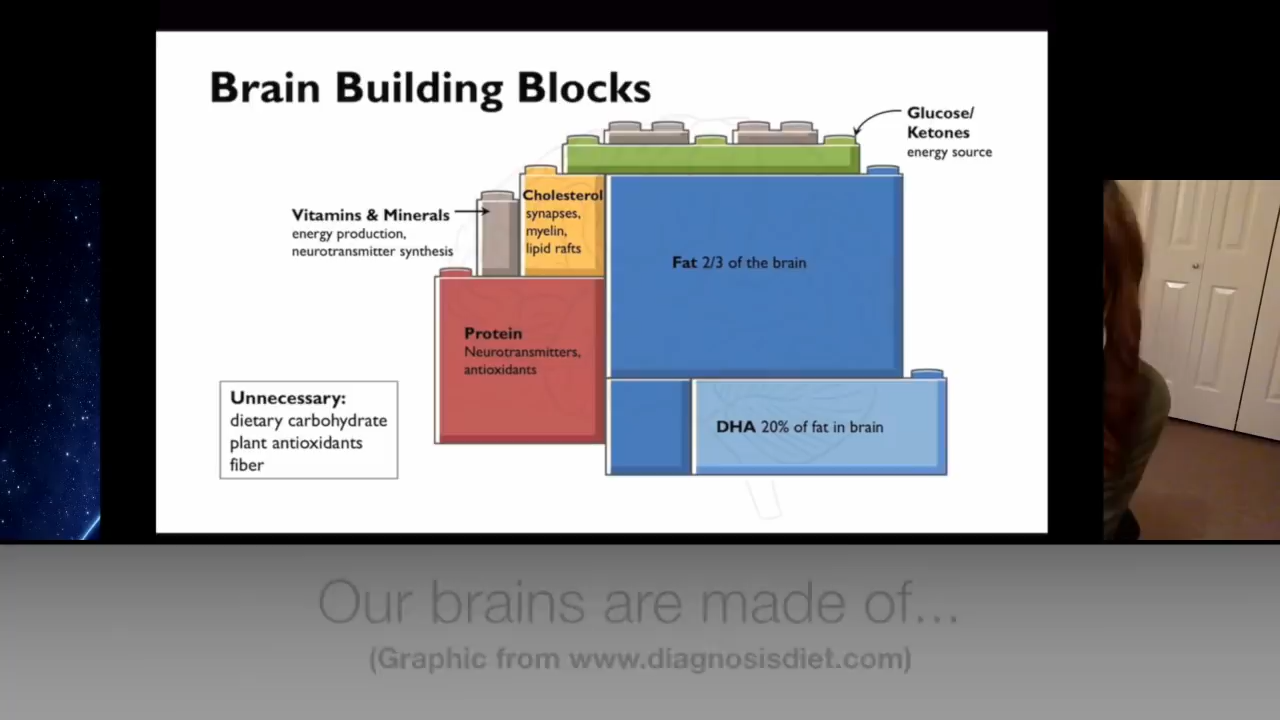 Brain Building Blocks
Glucose/
Ketones
energy source
Cholesterol
synapses,
myelin,
lipid rafts
Vitamins & Minerals
energy production,
neurotransmitter synthesis
Fat 2/3 of the brain
Protein
Neurotransmitters,
antioxidants
Unnecessary:
dietary carbohydrate
plant antioxidants
fiber
DHA 20% of fat in brain
Our brains are made of...
(Graphic from www.diagnosisdiet.com)